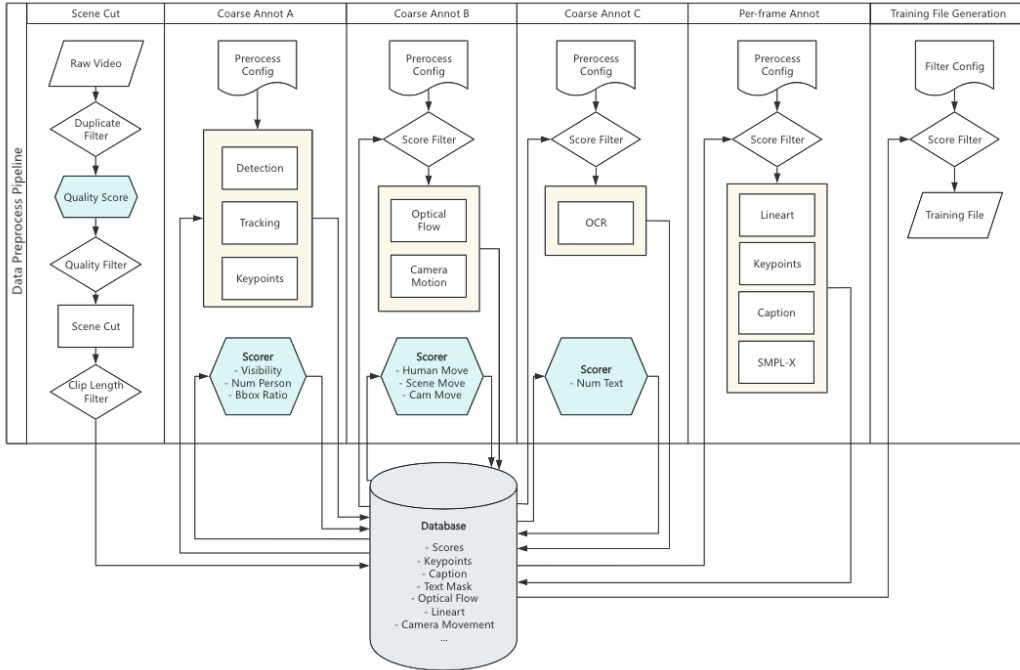 Data Preprocess Pipeline
Scene Cut
Raw Video
Duplicate
Filter
Quality Score
Quality Filter
Scene Cut
Clip Length
Filter
Coarse Annot A
Prerocess
Config
Detection
Tracking
Keypoints
Scorer
- Visibility
- Num Person
- Bbox Ratio
Coarse Annot B
Prerocess
Config
Score Filter
Optical
Flow
Camera
Motion
Scorer
- Human Move
- Scene Move
- Cam Move
Coarse Annot C
Prerocess
Config
Score Filter
OCR
Scorer
- Num Text
Per-frame Annot
Prerocess
Config
Score Filter
Lineart
Keypoints
Caption
SMPL-X
Training File Generation
Filter Config
Score Filter
Training File
Database
- Scores
- Keypoints
- Caption
- Text Mask
- Optical Flow
- Lineart
- Camera Movement
...